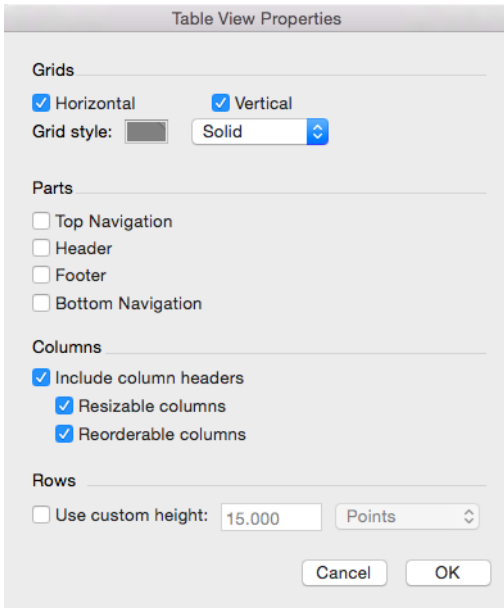 Table View Properties
Grids
Horizontal Vertical
Grid style: Solid
Parts
Top Navigation
Header
Footer
Bottom Navigation
Columns
Include column headers
Resizable columns
Reorderable columns
Rows
Use custom height: 15.000 Points
Cancel OK